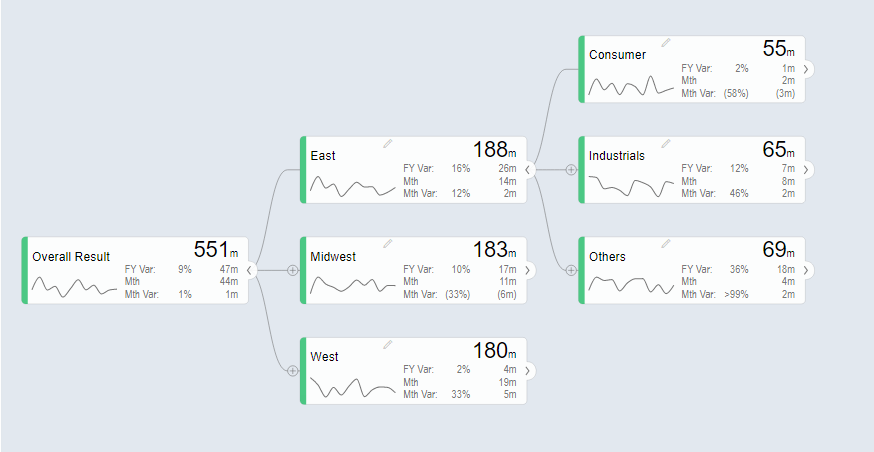 Consumer 55m
FY Var: 2% 1m
Mth 2m
Mth Var: (58%) (3m)
East 188m
FY Var: 16% 26m
Mth 14m
Mth Var: 12% 2m
Industrials 65m
FY Var: 12% 7m
Mth 8m
Mth Var: 46% 2m
Overall Result 551m
FY Var: 9% 47m
Mth 44m
Mth Var: 1% 1m
Midwest 183m
FY Var: 10% 17m
Mth 11m
Mth Var: (33%) (6m)
Others 69m
FY Var: 36% 18m
Mth 4m
Mth Var: >99% 2m
West 180m
FY Var: 2% 4m
Mth 19m
Mth Var: 33% 5m